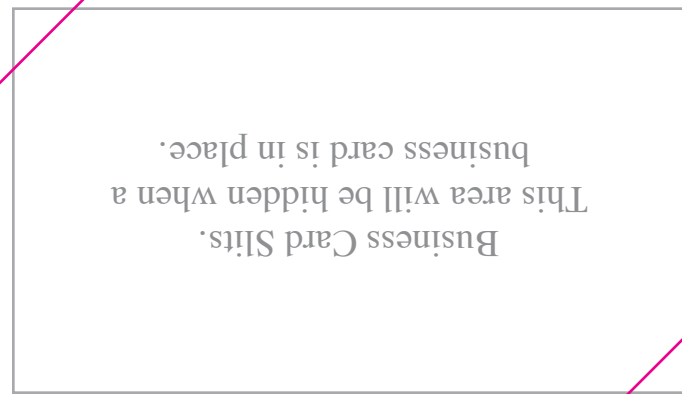 Business Card Slits.
This area will be hidden when a
business card is in place.